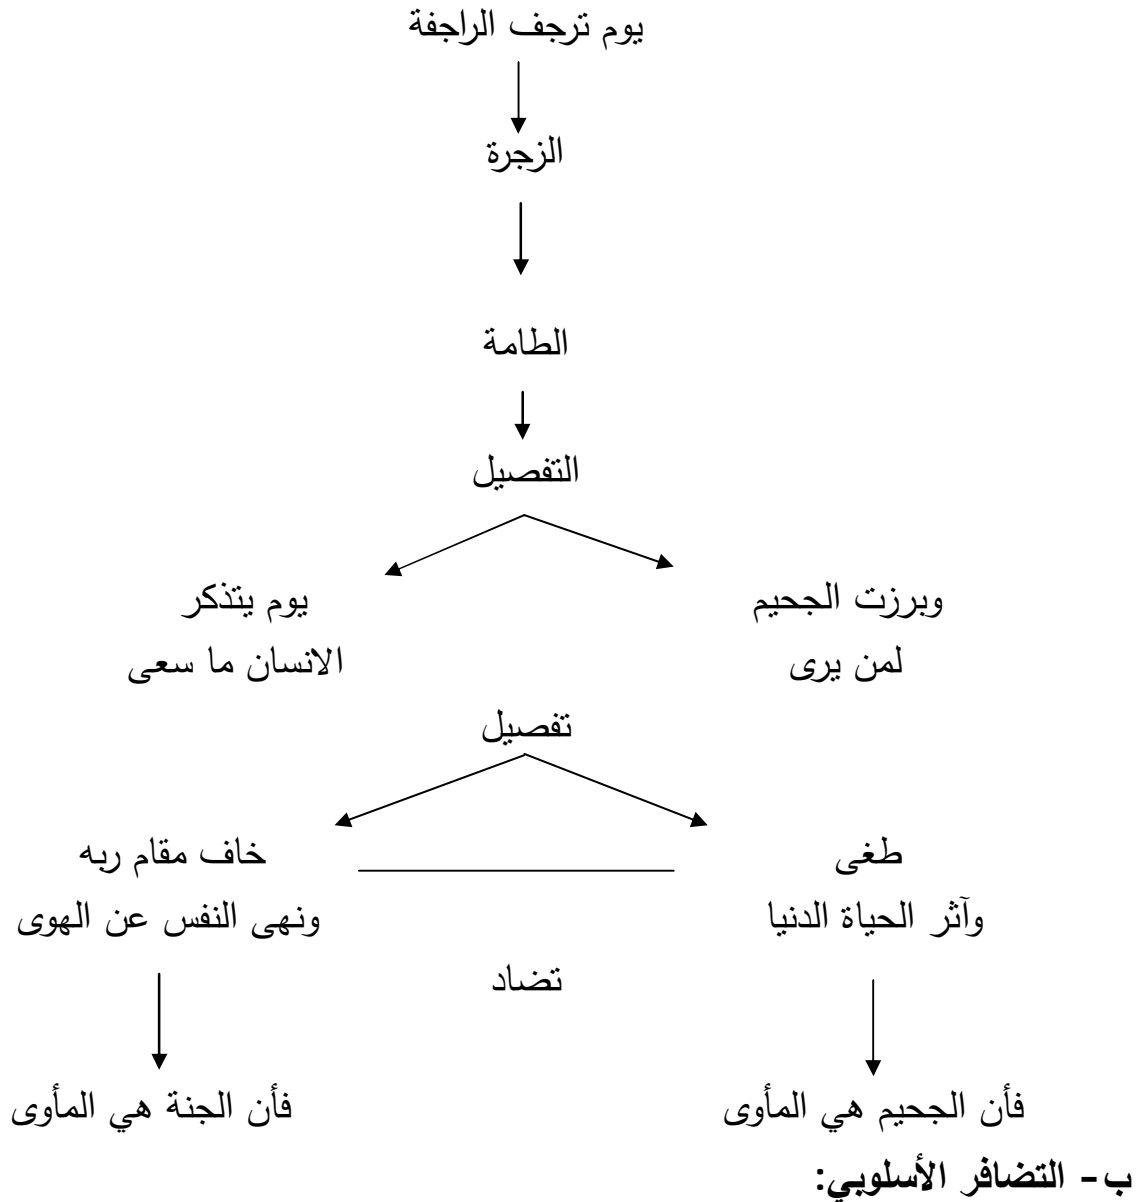 يوم ترجف الراجفة
الزجرة
الطامة
التفصيل
وبرزت الجحيم
لمن يرى
يوم يتذكر
الانسان ما سعى
تفصيل
طغى
وآثر الحياة الدنيا
خاف مقام ربه
ونهى النفس عن الهوى
تضاد
فأن الجحيم هي المأوى
فأن الجنة هي المأوى
ب- التضافر الأسلوبي: